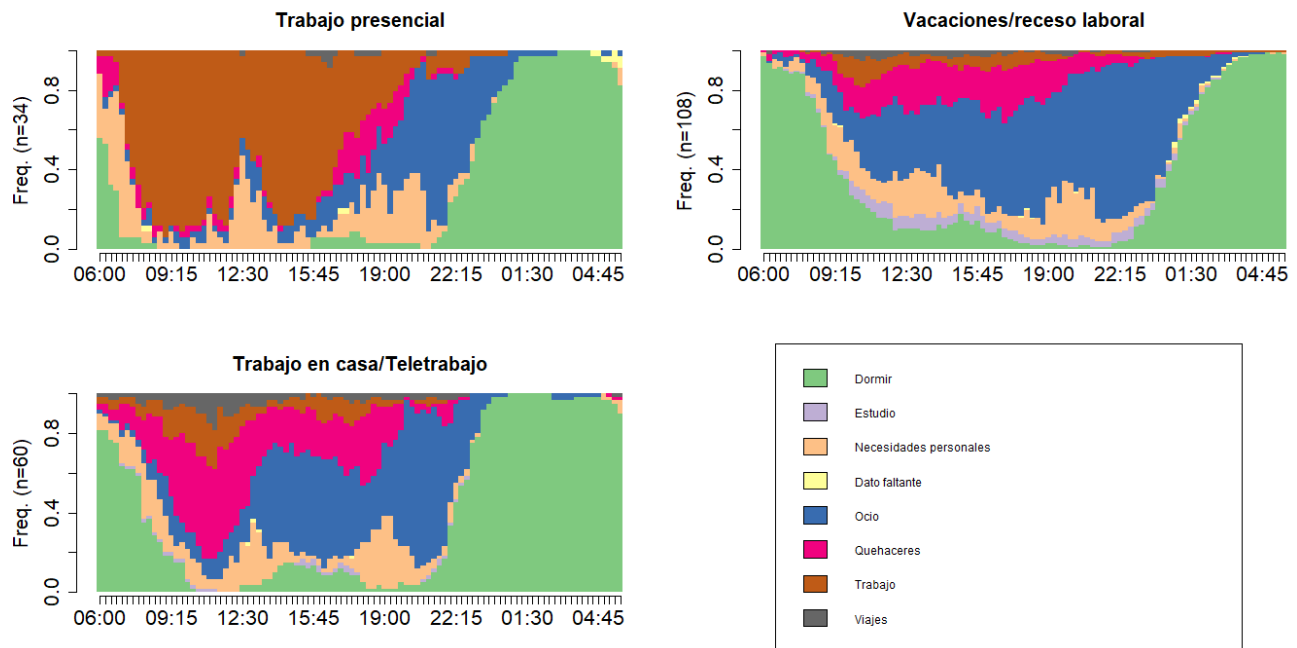 Trabajo presencial
Freq. (n=34)
0.0 0.4 0.8
06:00 09:15 12:30 15:45 19:00 22:15 01:30 04:45
Vacaciones/receso laboral
Freq. (n=108)
0.0 0.4 0.8
06:00 09:15 12:30 15:45 19:00 22:15 01:30 04:45
Trabajo en casa/Teletrabajo
Freq. (n=60)
0.0 0.4 0.8
06:00 09:15 12:30 15:45 19:00 22:15 01:30 04:45
Dormir
Estudio
Necesidades personales
Dato faltante
Ocio
Quehaceres
Trabajo
Viajes